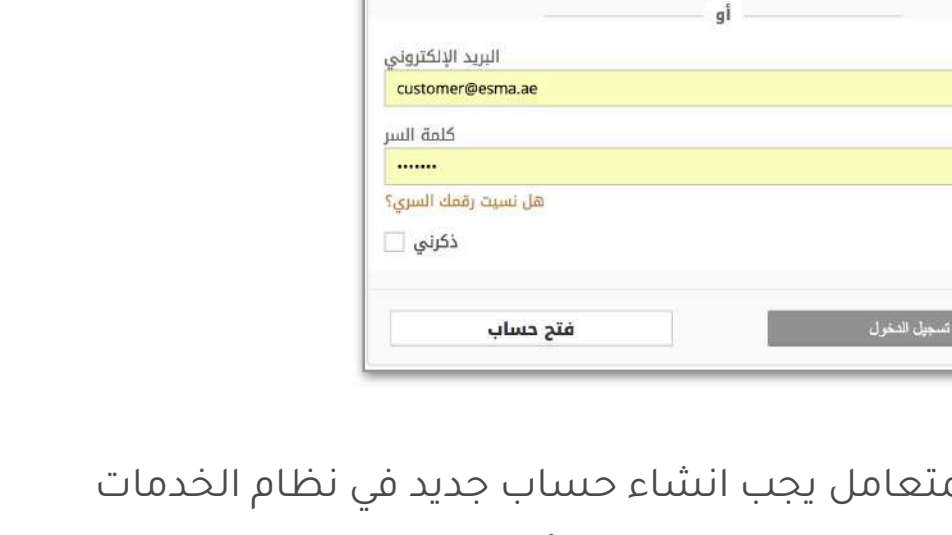 أو
البريد الإلكتروني
customer@esma.ae
كلمة السر
•••••••
هل نسيت رقمك السري؟
ذكرني
تسجيل الدخول
فتح حساب
يجب انشاء حساب جديد في نظام الخدمات